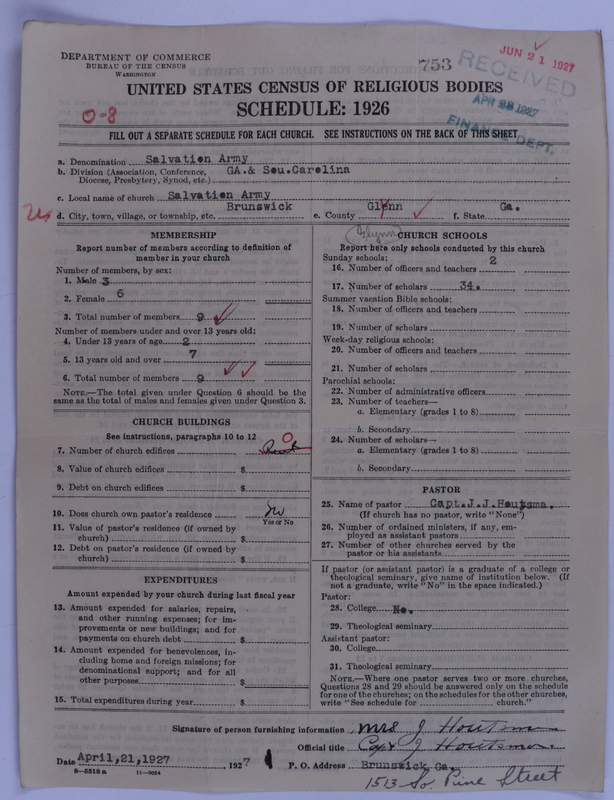 DEPARTMENT OF COMMERCE
BUREAU OF THE CENSUS
WASHINGTON
753
JUN 21 1927
RECEIVED
APR 28 1927
FINANCE DEPT.
UNITED STATES CENSUS OF RELIGIOUS BODIES
SCHEDULE: 1926
0-8
FILL OUT A SEPARATE SCHEDULE FOR EACH CHURCH. SEE INSTRUCTIONS ON THE BACK OF THIS SHEET
a. Denomination Salvation Army
b. Division (Association, Conference, Diocese, Presbytery, Synod, etc.) GA. & Sou. Carolina
c. Local name of church Salvation Army
d. City, town, village, or township, etc. Brunswick e. County Glynn f. State Ga.
Glynn
MEMBERSHIP
Report number of members according to definition of
member in your church
Number of members, by sex:
1. Male 3
2. Female 6
3. Total number of members 9
Number of members under and over 13 years old:
4. Under 13 years of age 2
5. 13 years old and over 7
6. Total number of members 9
NOTE.—The total given under Question 6 should be the
same as the total of males and females given under Question 3.
CHURCH BUILDINGS
See instructions, paragraphs 10 to 12
0
7. Number of church edifices Rent
8. Value of church edifices $
9. Debt on church edifices $
10. Does church own pastor's residence No
Yes or No
11. Value of pastor's residence (if owned by
church) $
12. Debt on pastor's residence (if owned by
church) $
EXPENDITURES
Amount expended by your church during last fiscal year
13. Amount expended for salaries, repairs,
and other running expenses; for im-
provements or new buildings; and for
payments on church debt $
14. Amount expended for benevolences, in-
cluding home and foreign missions; for
denominational support; and for all
other purposes $
15. Total expenditures during year $
CHURCH SCHOOLS
Report here only schools conducted by this church
Sunday schools:
16. Number of officers and teachers 2
17. Number of scholars 34.
Summer vacation Bible schools:
18. Number of officers and teachers
19. Number of scholars
Week-day religious schools:
20. Number of officers and teachers
21. Number of scholars
Parochial schools:
22. Number of administrative officers
23. Number of teachers—
a. Elementary (grades 1 to 8)
b. Secondary
24. Number of scholars—
a. Elementary (grades 1 to 8)
b. Secondary
PASTOR
25. Name of pastor Capt. J. J. Houtsma.
(If church has no pastor, write "None")
26. Number of ordained ministers, if any, em-
ployed as assistant pastors
27. Number of other churches served by the
pastor or his assistants
If pastor (or assistant pastor) is a graduate of a college or
theological seminary, give name of institution below. (If
not a graduate, write "No" in the space indicated.)
Pastor:
28. College No.
29. Theological seminary
Assistant pastor:
30. College
31. Theological seminary
NOTE.—Where one pastor serves two or more churches,
Questions 28 and 29 should be answered only on the schedule
for one of the churches; on the schedules for the other churches,
write "See schedule for church."
Signature of person furnishing information Mrs J Houtsma
Official title Capt J Houtsma
Date April, 21, 1927 1927 P. O. Address Brunswick Ga.
8-5518a 11-9064
1513 So Pine Street